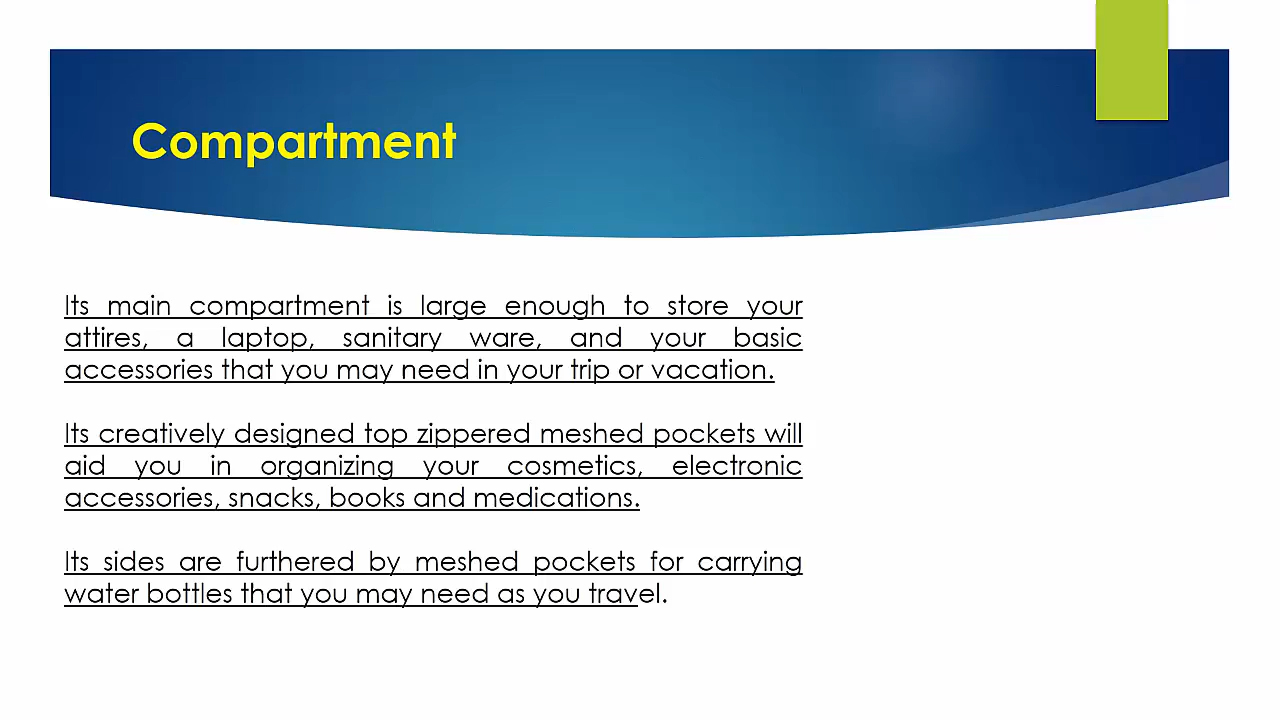 Compartment
Its main compartment is large enough to store your
attires, a laptop, sanitary ware, and your basic
accessories that you may need in your trip or vacation.
Its creatively designed top zippered meshed pockets will
aid you in organizing your cosmetics, electronic
accessories, snacks, books and medications.
Its sides are furthered by meshed pockets for carrying
water bottles that you may need as you travel.